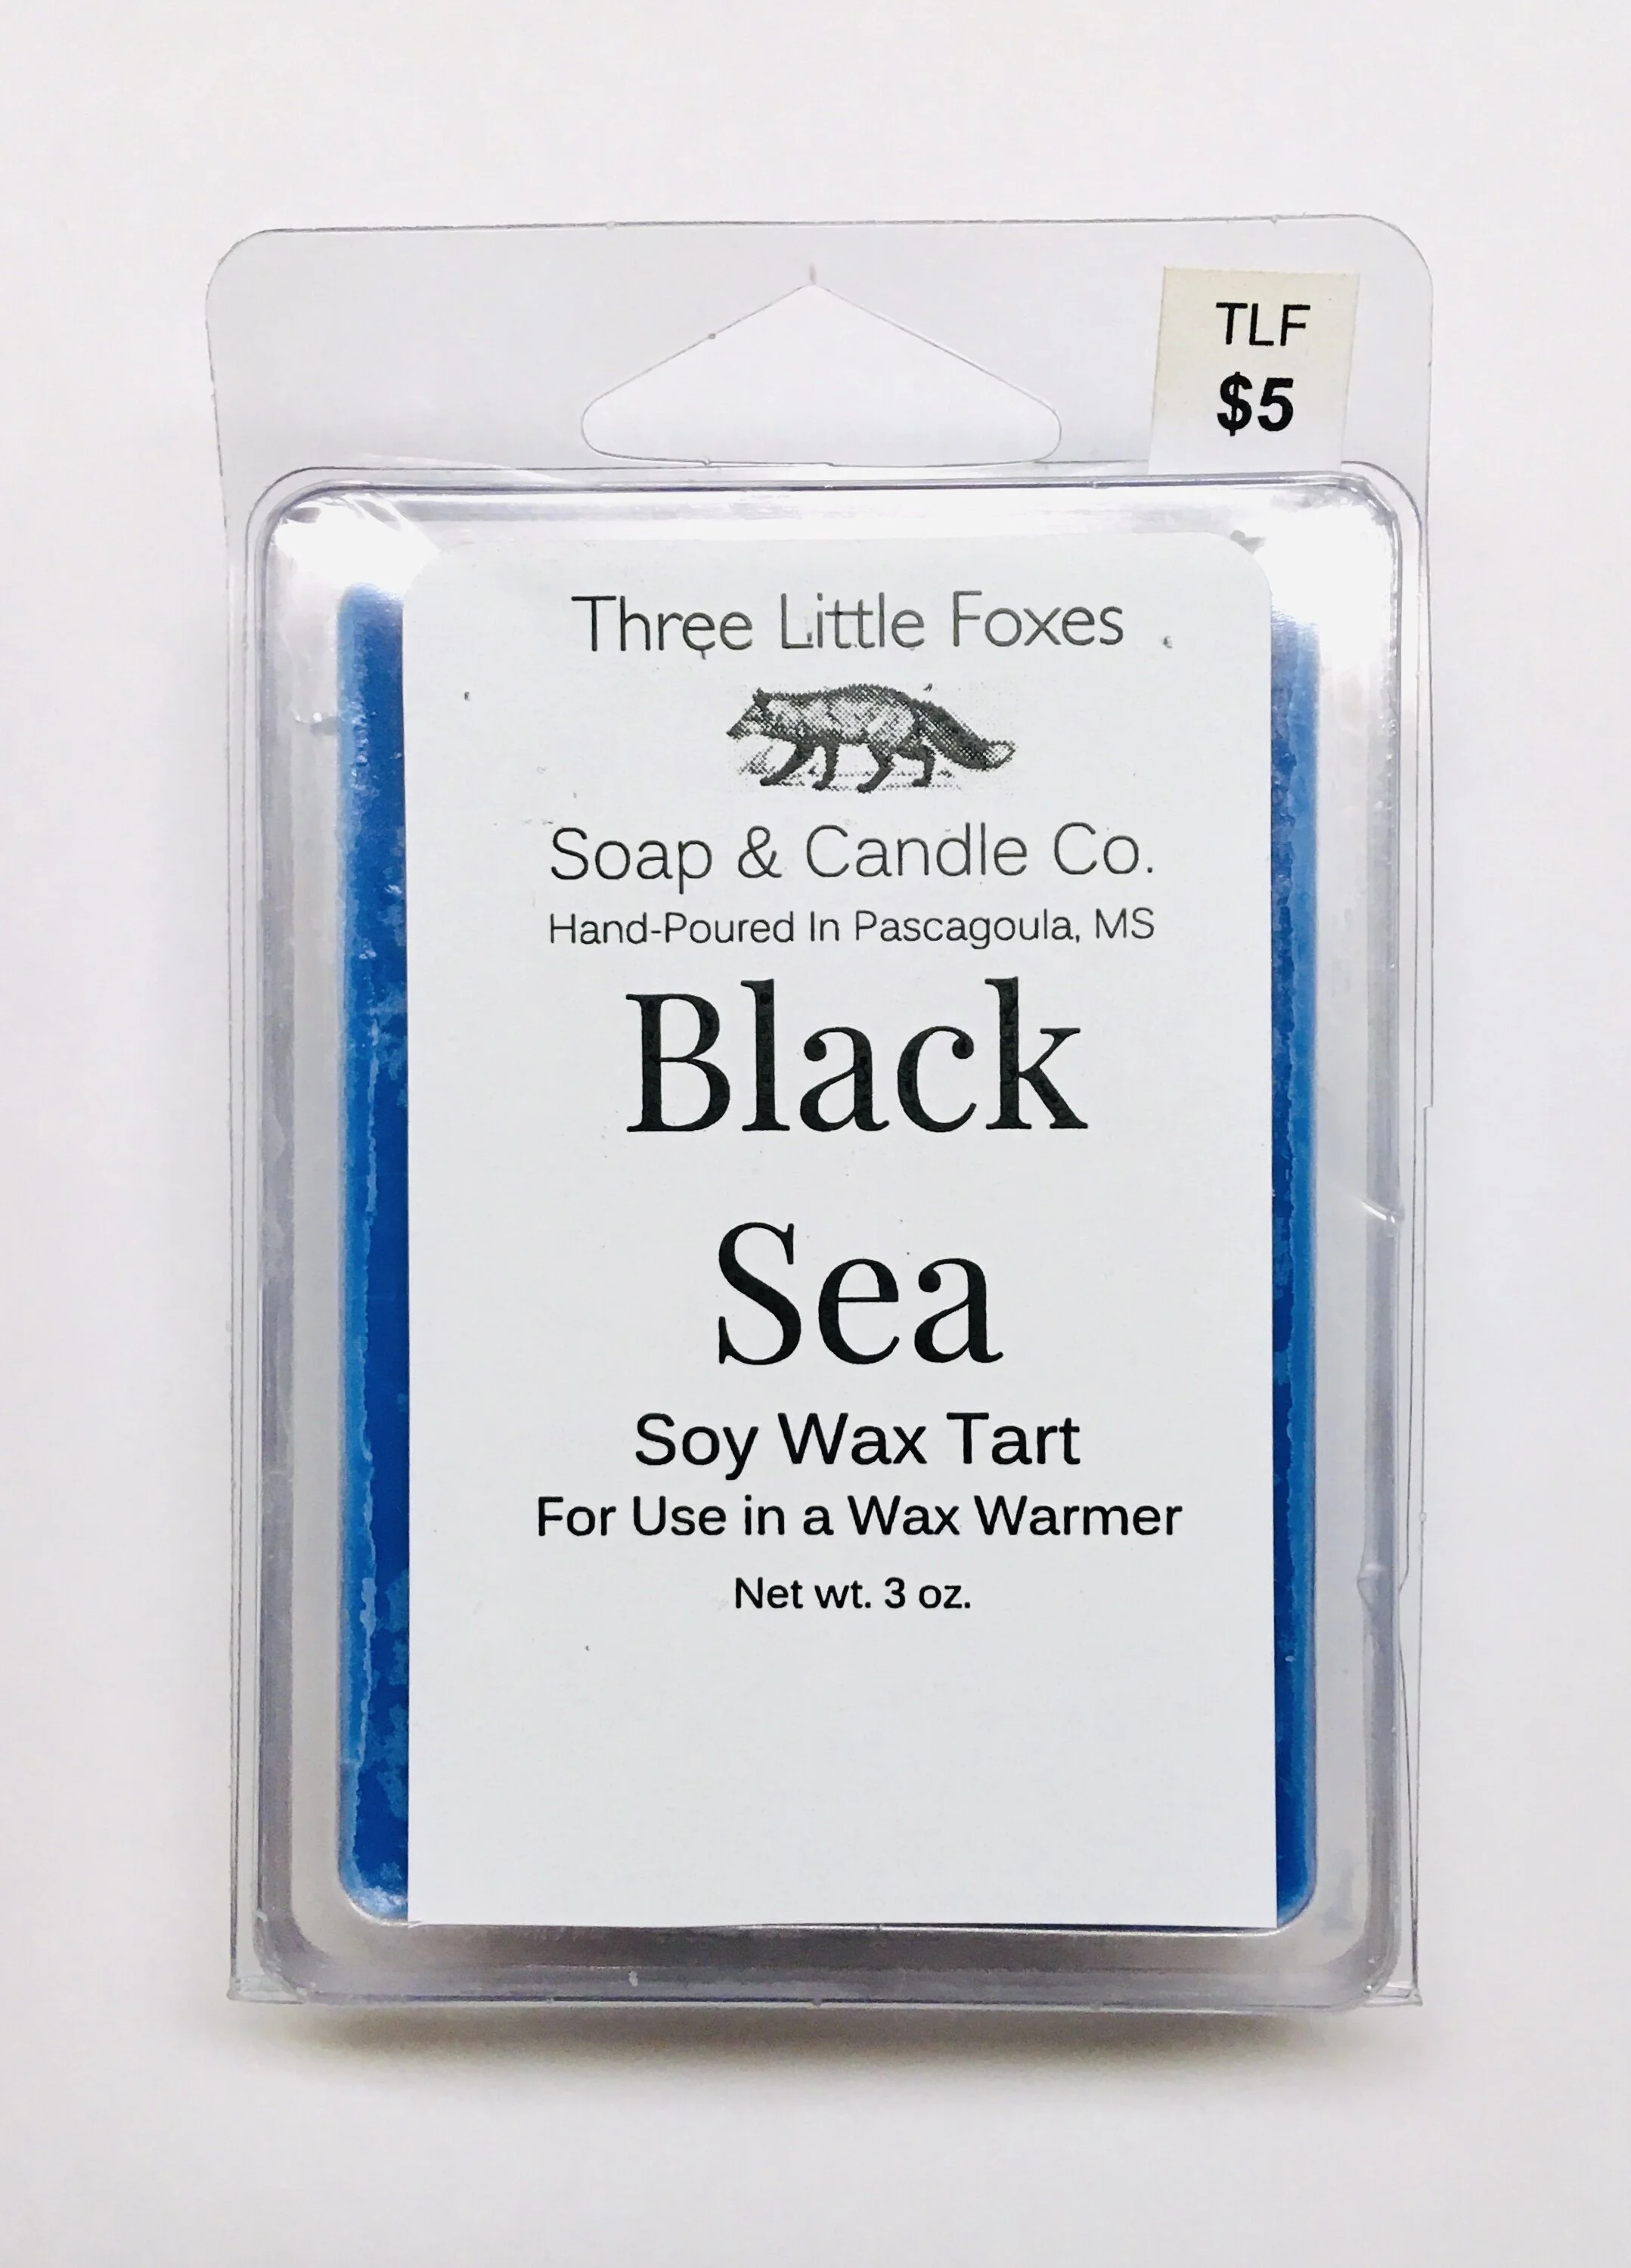 TLF
$5
Three Little Foxes
Soap & Candle Co.
Hand-Poured In Pascagoula, MS
Black
Sea
Soy Wax Tart
For Use in a Wax Warmer
Net wt. 3 oz.